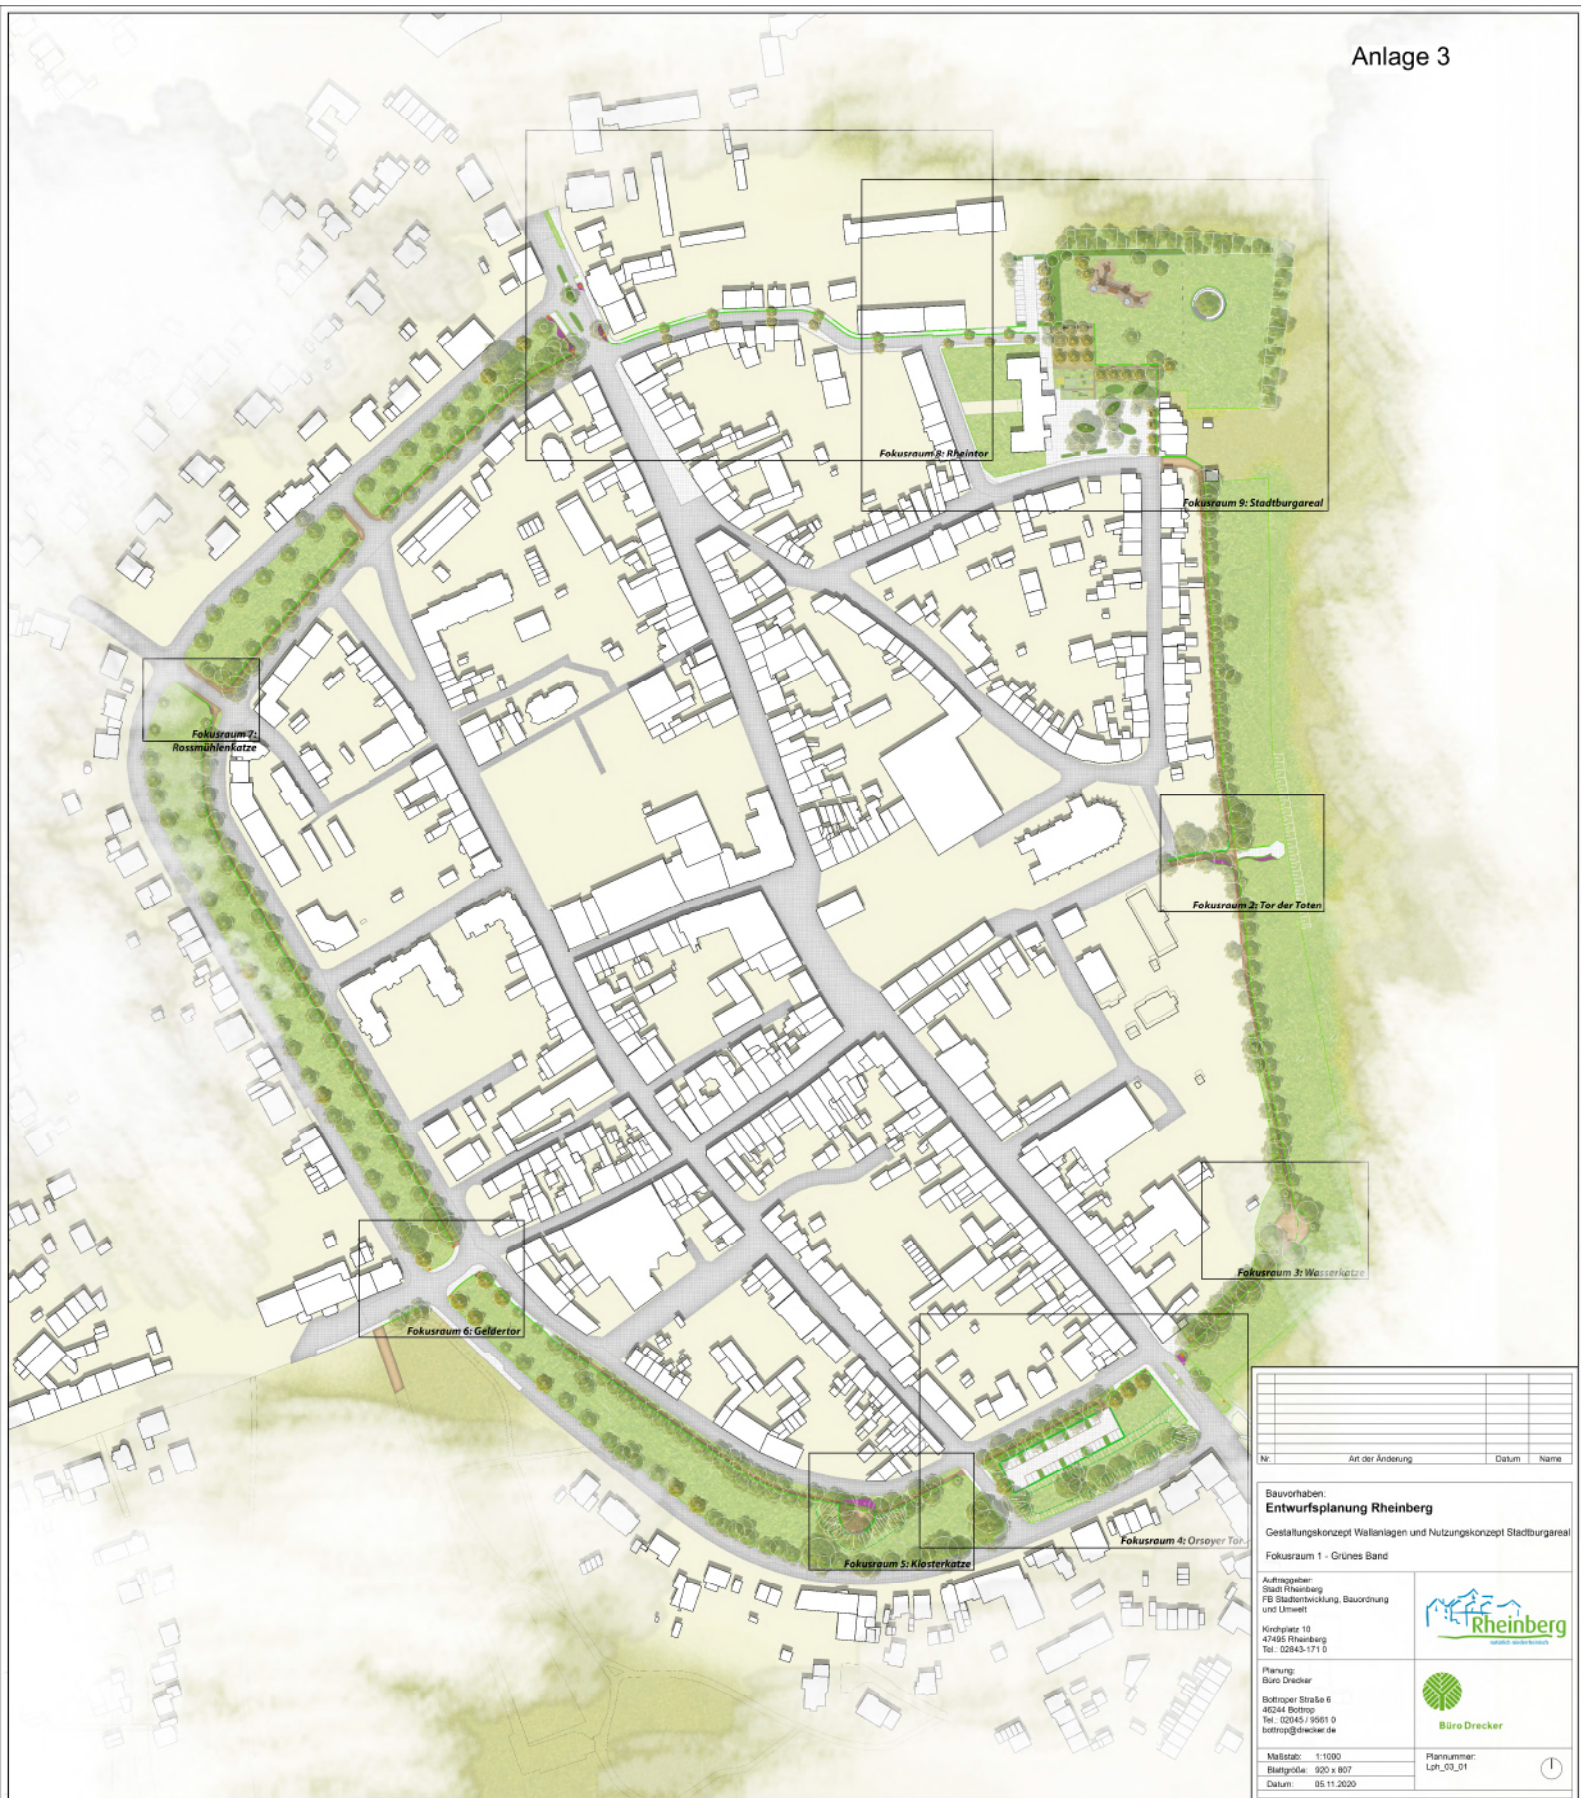 Anlage 3
Fokusraum 8: Rheintor
Fokusraum 9: Stadtburgareal
Fokusraum 7:
Rossmühlenkatze
Fokusraum 2: Tor der Toten
Fokusraum 3: Wasserkatze
Fokusraum 6: Geldertor
Fokusraum 4: Orsoyer Tor
Fokusraum 5: Klosterkatze
Nr. Art der Änderung Datum Name
Bauvorhaben:
Entwurfsplanung Rheinberg
Gestaltungskonzept Wallanlagen und Nutzungskonzept Stadtburgareal
Fokusraum 1 - Grünes Band
Auftraggeber:
Stadt Rheinberg
FB Stadtentwicklung, Bauordnung
und Umwelt
Kirchplatz 10
47495 Rheinberg
Tel.: 02843-171 0
Rheinberg
natürlich niederrheinisch
Planung:
Büro Drecker
Bottroper Straße 6
46244 Bottrop
Tel.: 02045 / 9561 0
bottrop@drecker.de
Büro Drecker
Maßstab: 1:1000
Blattgröße: 920 x 807
Datum: 05.11.2020
Plannummer:
Lph_03_01